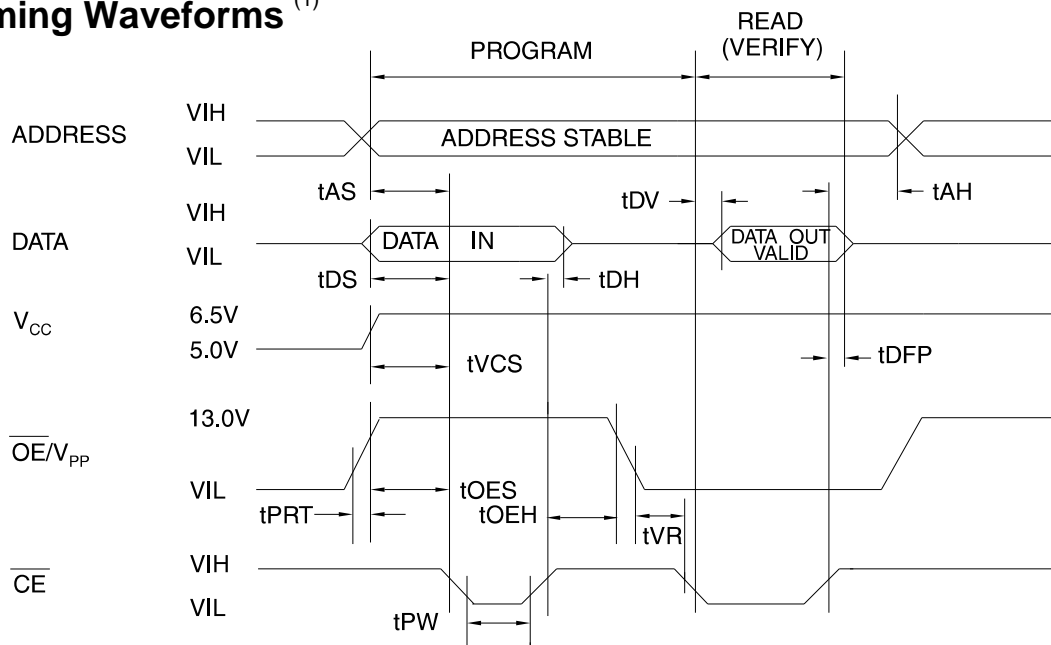 ming Waveforms (1)
READ
(VERIFY)
PROGRAM
ADDRESS
VIH
VIL
ADDRESS STABLE
tAS
tDV
tAH
DATA
VIH
VIL
DATA IN
DATA OUT
VALID
tDS
tDH
VCC
6.5V
5.0V
tVCS
tDFP
13.0V
OE/VPP
VIL
tOES
tPRT
tOEH
tVR
CE
VIH
VIL
tPW